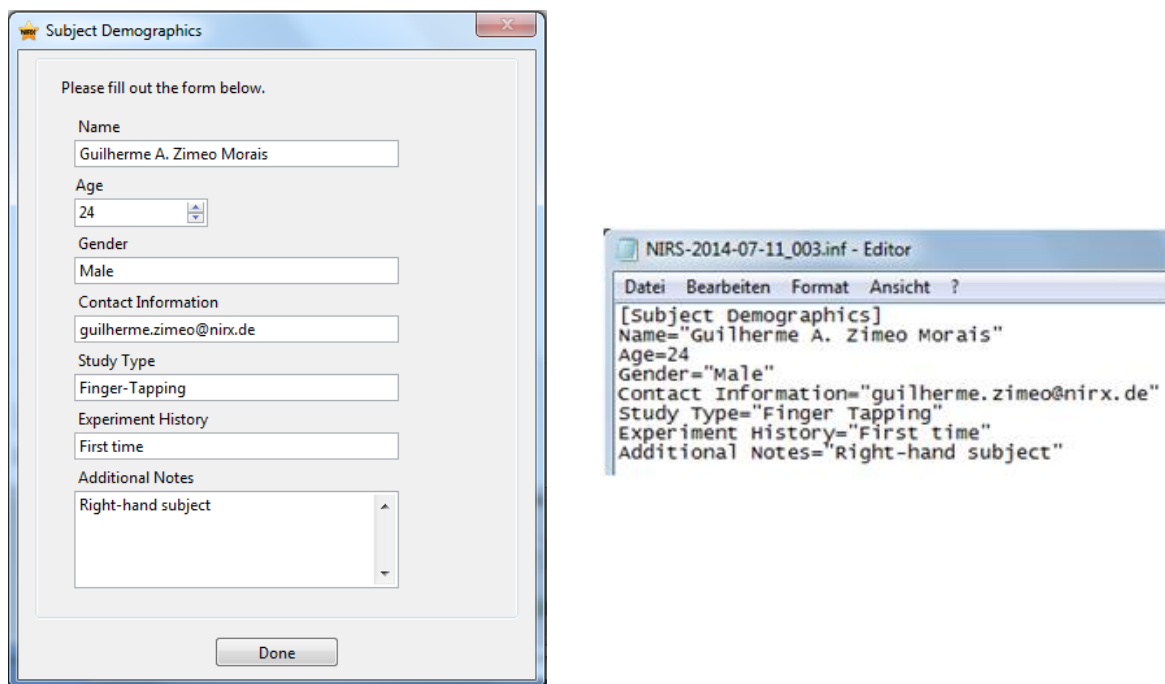 Subject Demographics
Please fill out the form below.
Name
Guilherme A. Zimeo Morais
Age
24
Gender
Male
Contact Information
guilherme.zimeo@nirx.de
Study Type
Finger-Tapping
Experiment History
First time
Additional Notes
Right-hand subject
Done
NIRS-2014-07-11_003.inf - Editor
Datei Bearbeiten Format Ansicht ?
[Subject Demographics]
Name="Guilherme A. Zimeo Morais"
Age=24
Gender="Male"
Contact Information="guilherme.zimeo@nirx.de"
Study Type="Finger Tapping"
Experiment History="First time"
Additional Notes="Right-hand subject"